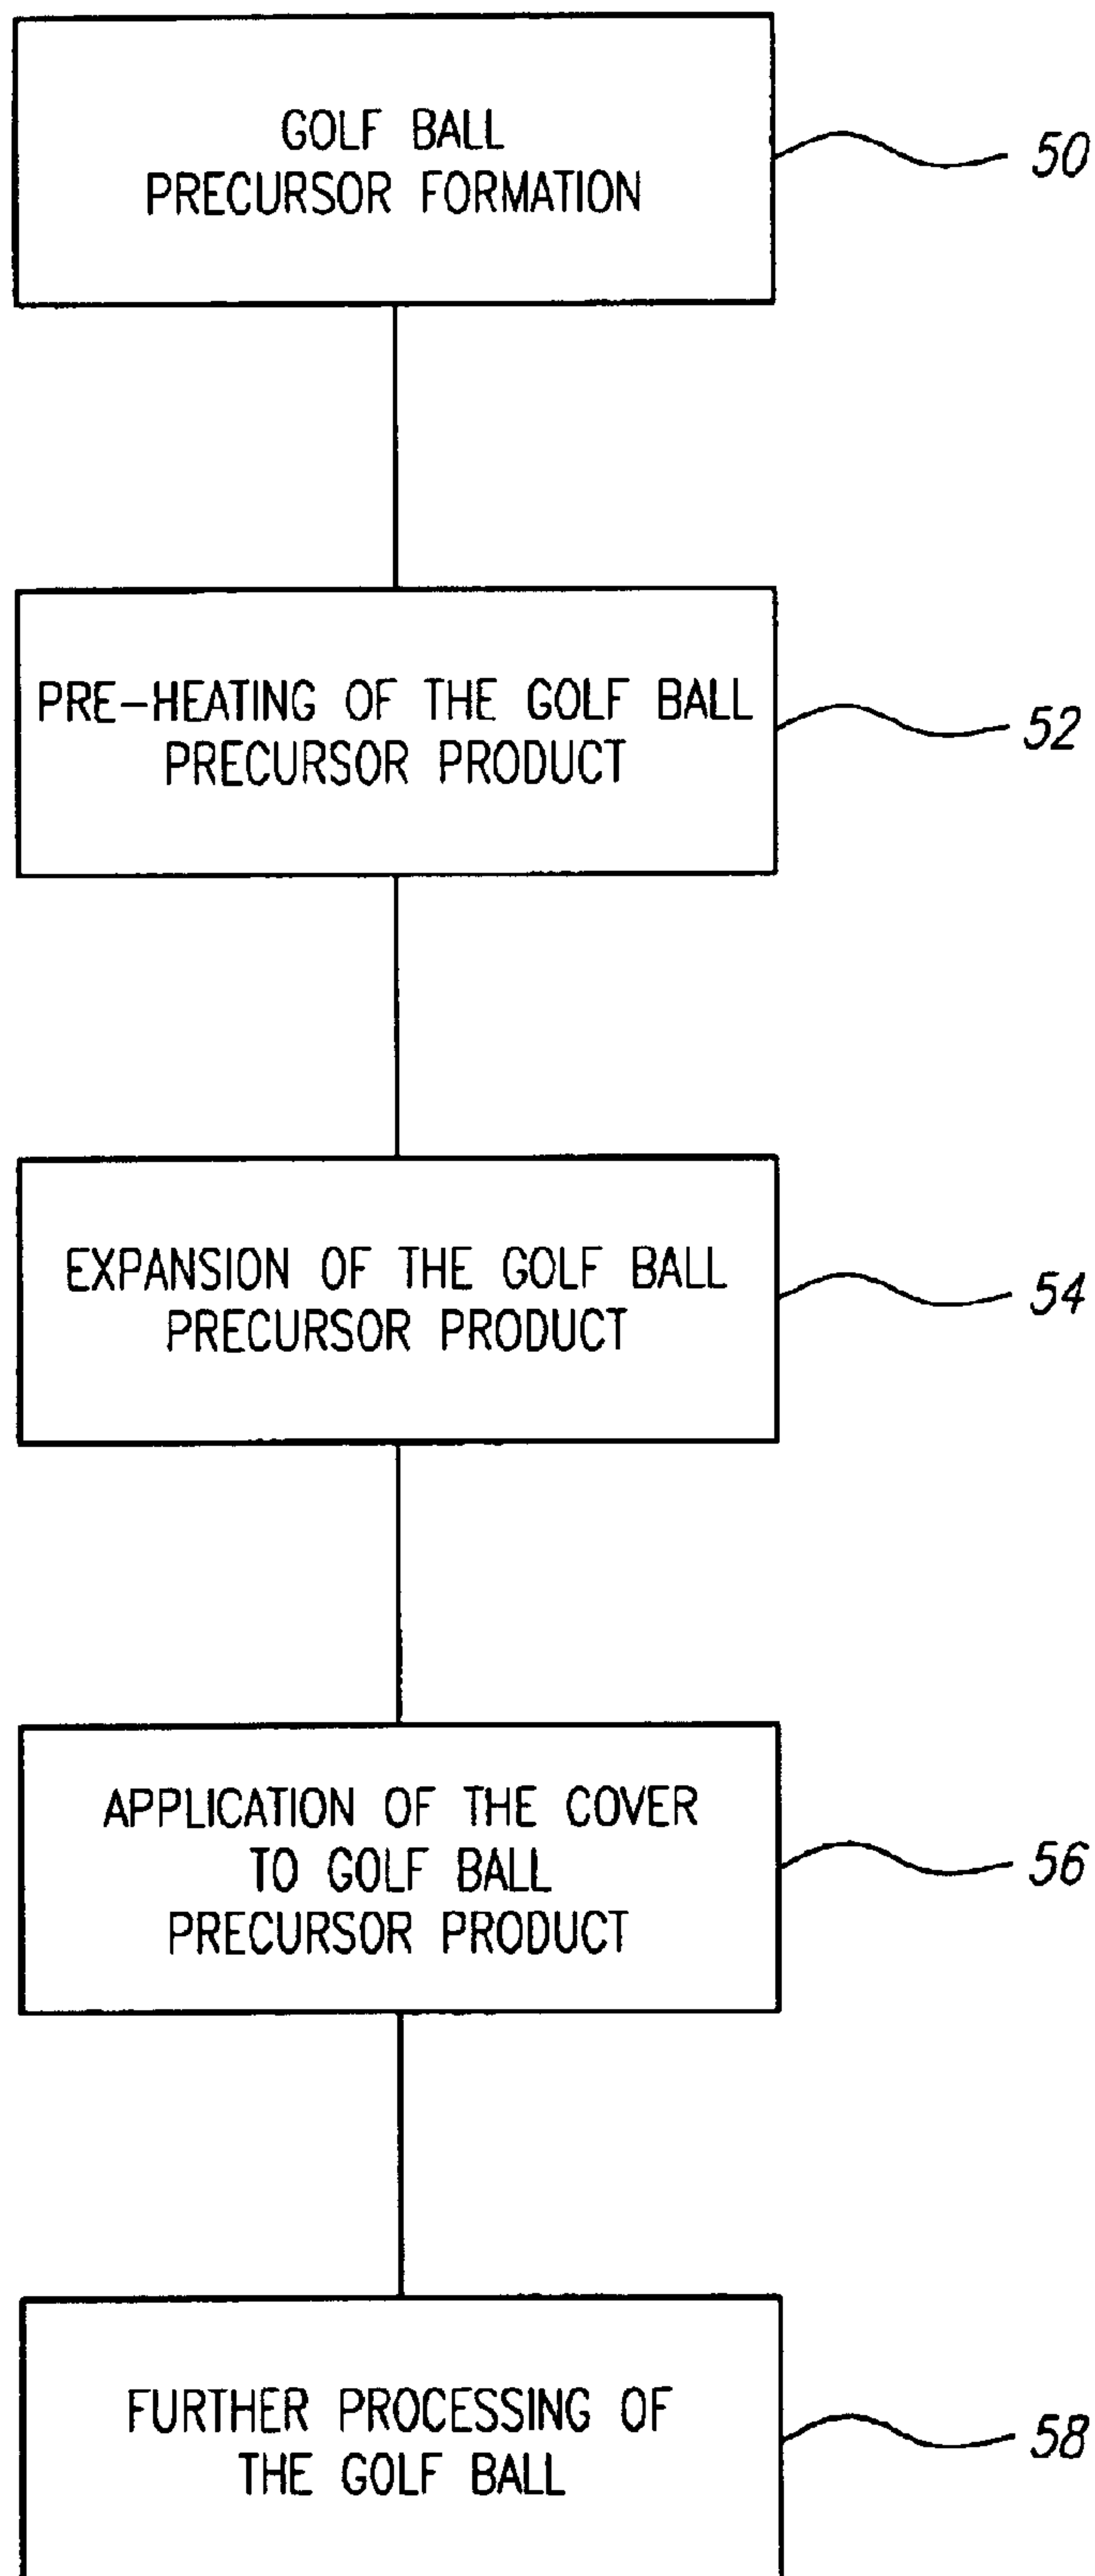 GOLF BALL
PRECURSOR FORMATION
50
PRE-HEATING OF THE GOLF BALL
PRECURSOR PRODUCT
52
EXPANSION OF THE GOLF BALL
PRECURSOR PRODUCT
54
APPLICATION OF THE COVER
TO GOLF BALL
PRECURSOR PRODUCT
56
FURTHER PROCESSING OF
THE GOLF BALL
58